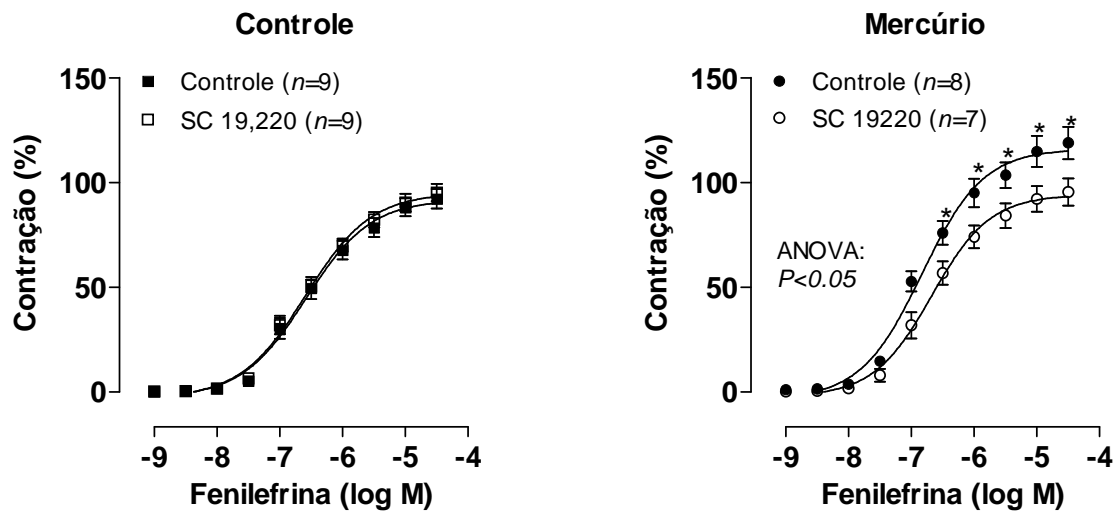 Controle
150
100
50
0
Contração (%)
■ Controle (n=9)
□ SC 19,220 (n=9)
-9 -8 -7 -6 -5 -4
Fenilefrina (log M)
Mercúrio
150
100
50
0
Contração (%)
● Controle (n=8)
○ SC 19220 (n=7)
* * * * *
ANOVA:
P<0.05
-9 -8 -7 -6 -5 -4
Fenilefrina (log M)